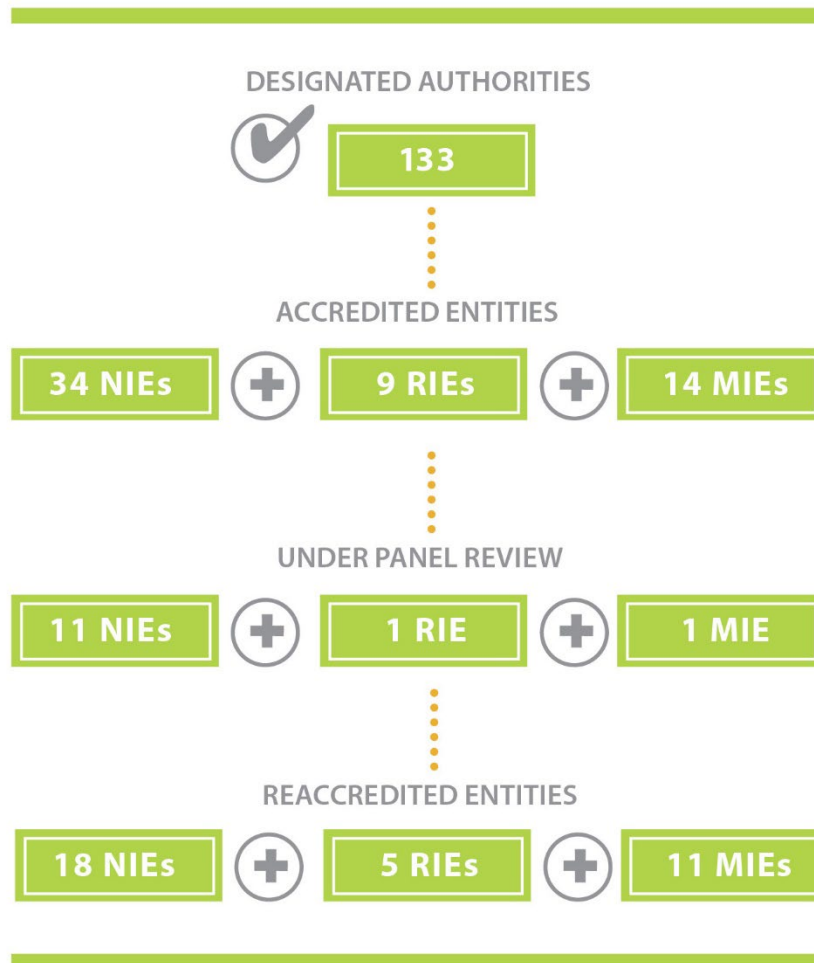 DESIGNATED AUTHORITIES
133
ACCREDITED ENTITIES
34 NIEs 9 RIEs 14 MIEs
UNDER PANEL REVIEW
11 NIEs 1 RIE 1 MIE
REACCREDITED ENTITIES
18 NIEs 5 RIEs 11 MIEs